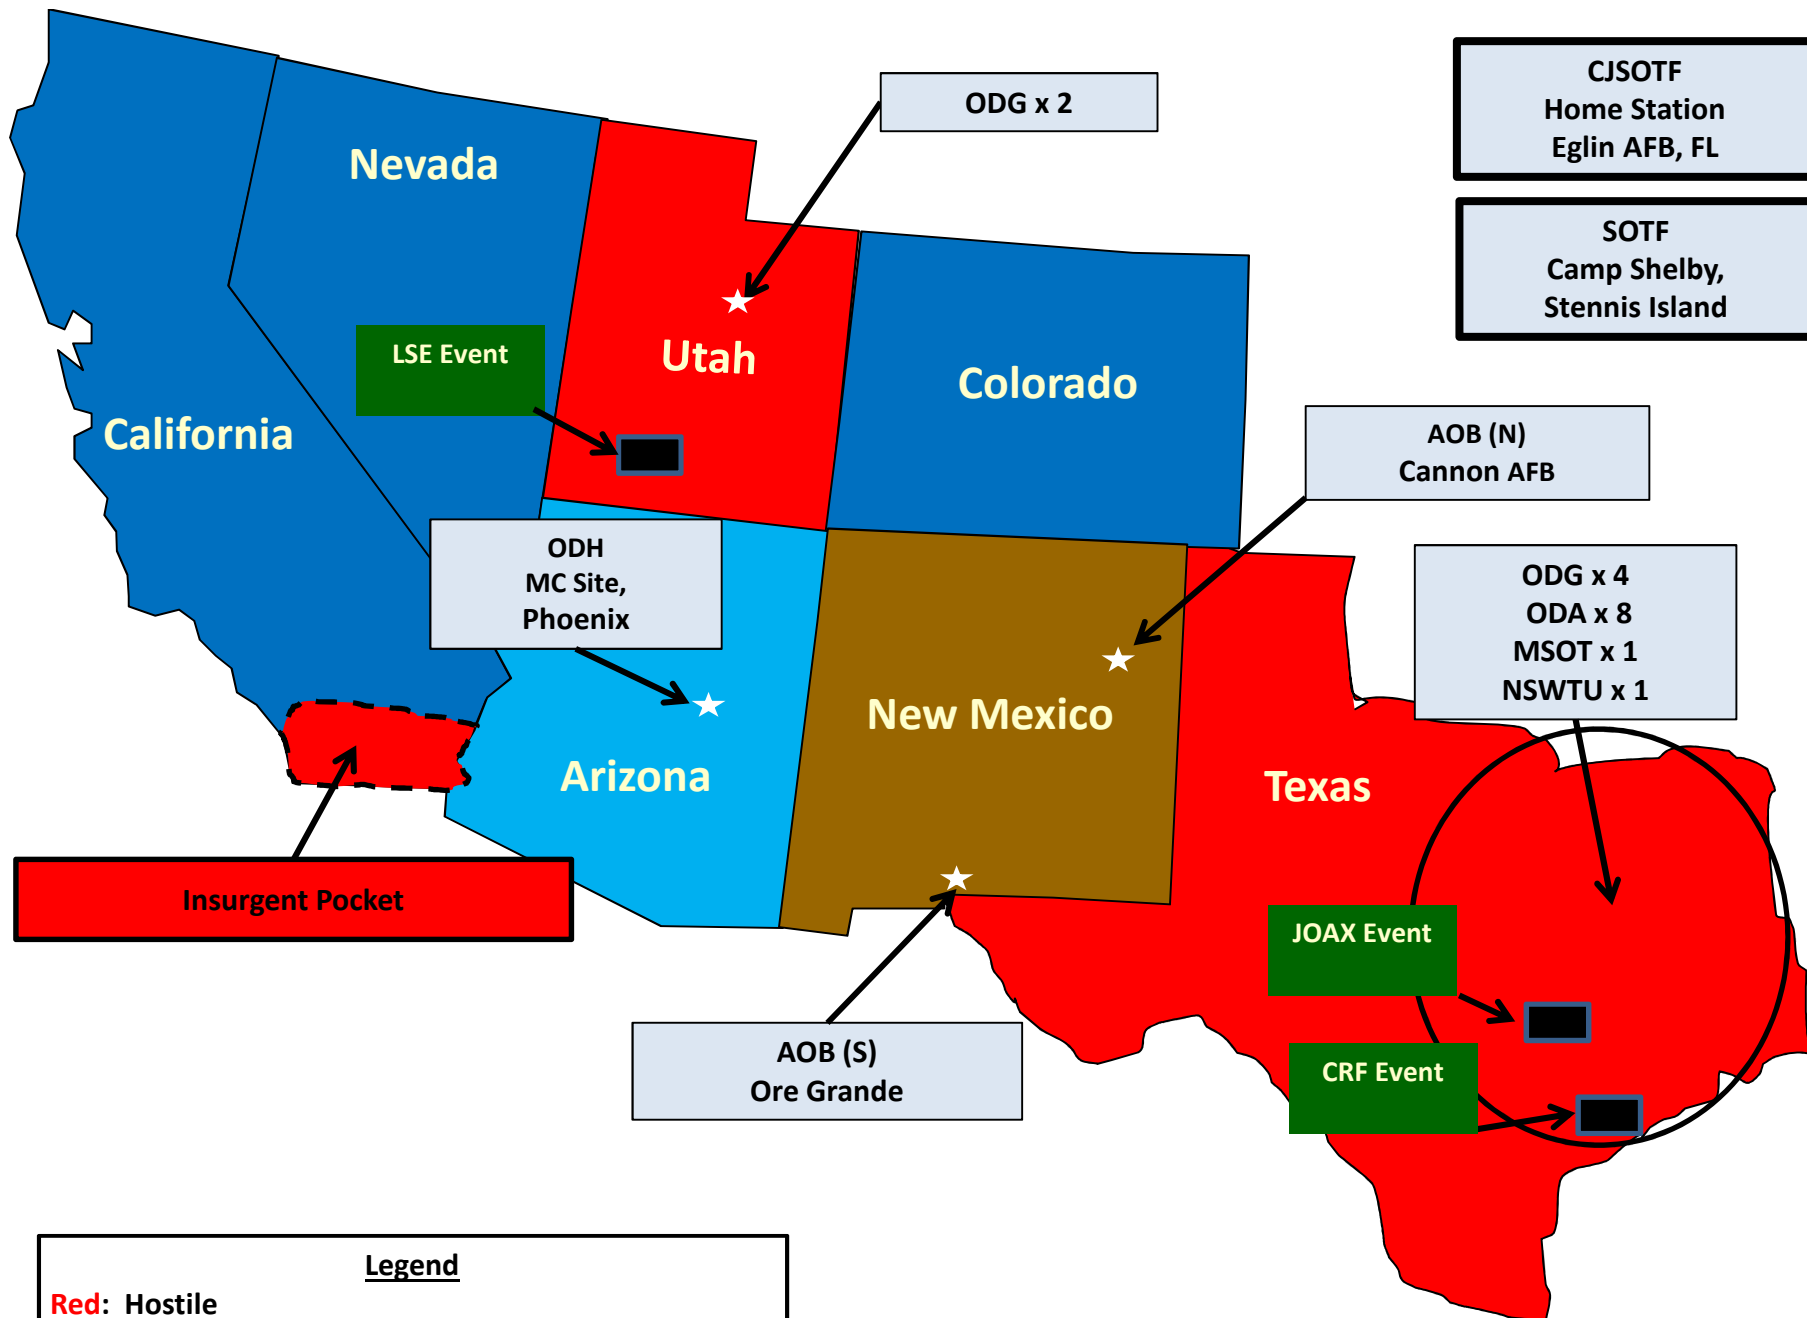 ODG x 2
CJSOTF
Home Station
Eglin AFB, FL
SOTF
Camp Shelby,
Stennis Island
Nevada
LSE Event
Utah
Colorado
California
AOB (N)
Cannon AFB
ODH
MC Site,
Phoenix
ODG x 4
ODA x 8
MSOT x 1
NSWTU x 1
New Mexico
Arizona
Texas
Insurgent Pocket
JOAX Event
AOB (S)
Ore Grande
CRF Event
Legend
Red: Hostile